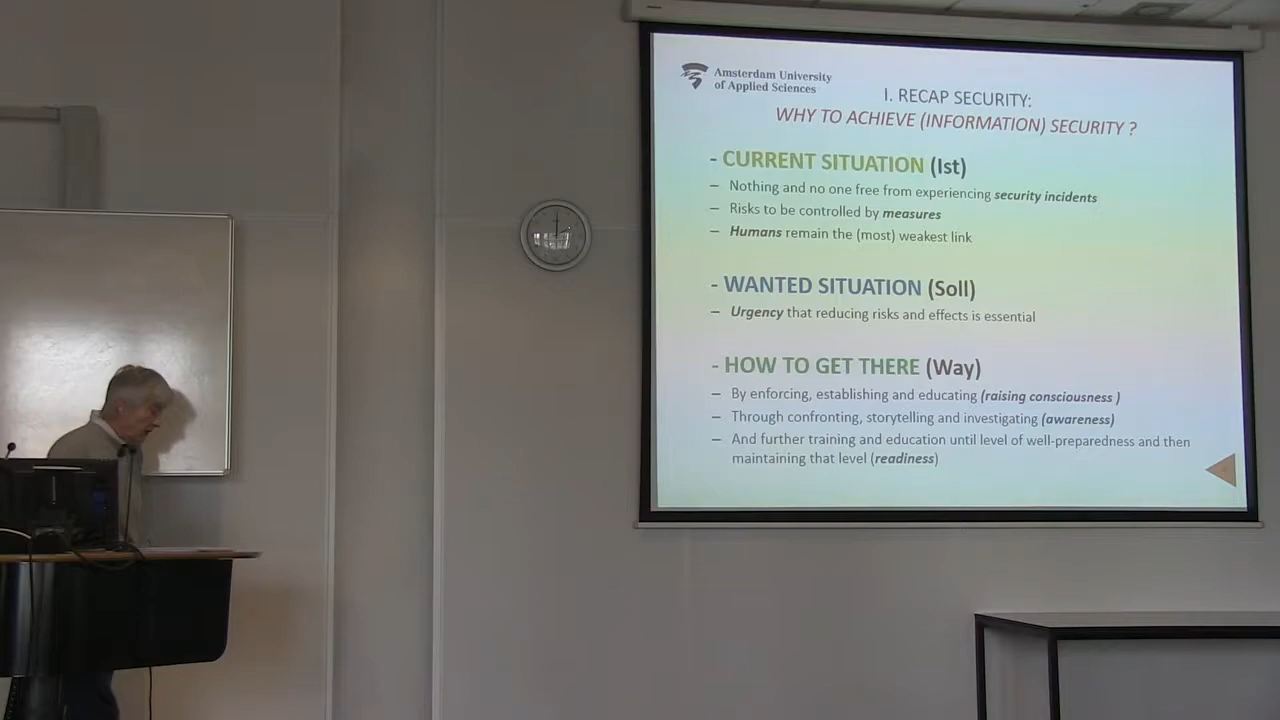 Amsterdam University
of Applied Sciences
I. RECAP SECURITY:
WHY TO ACHIEVE (INFORMATION) SECURITY ?
- CURRENT SITUATION (Ist)
– Nothing and no one free from experiencing security incidents
– Risks to be controlled by measures
– Humans remain the (most) weakest link
- WANTED SITUATION (Soll)
– Urgency that reducing risks and effects is essential
- HOW TO GET THERE (Way)
– By enforcing, establishing and educating (raising consciousness )
– Through confronting, storytelling and investigating (awareness)
– And further training and education until level of well-preparedness and then
maintaining that level (readiness)